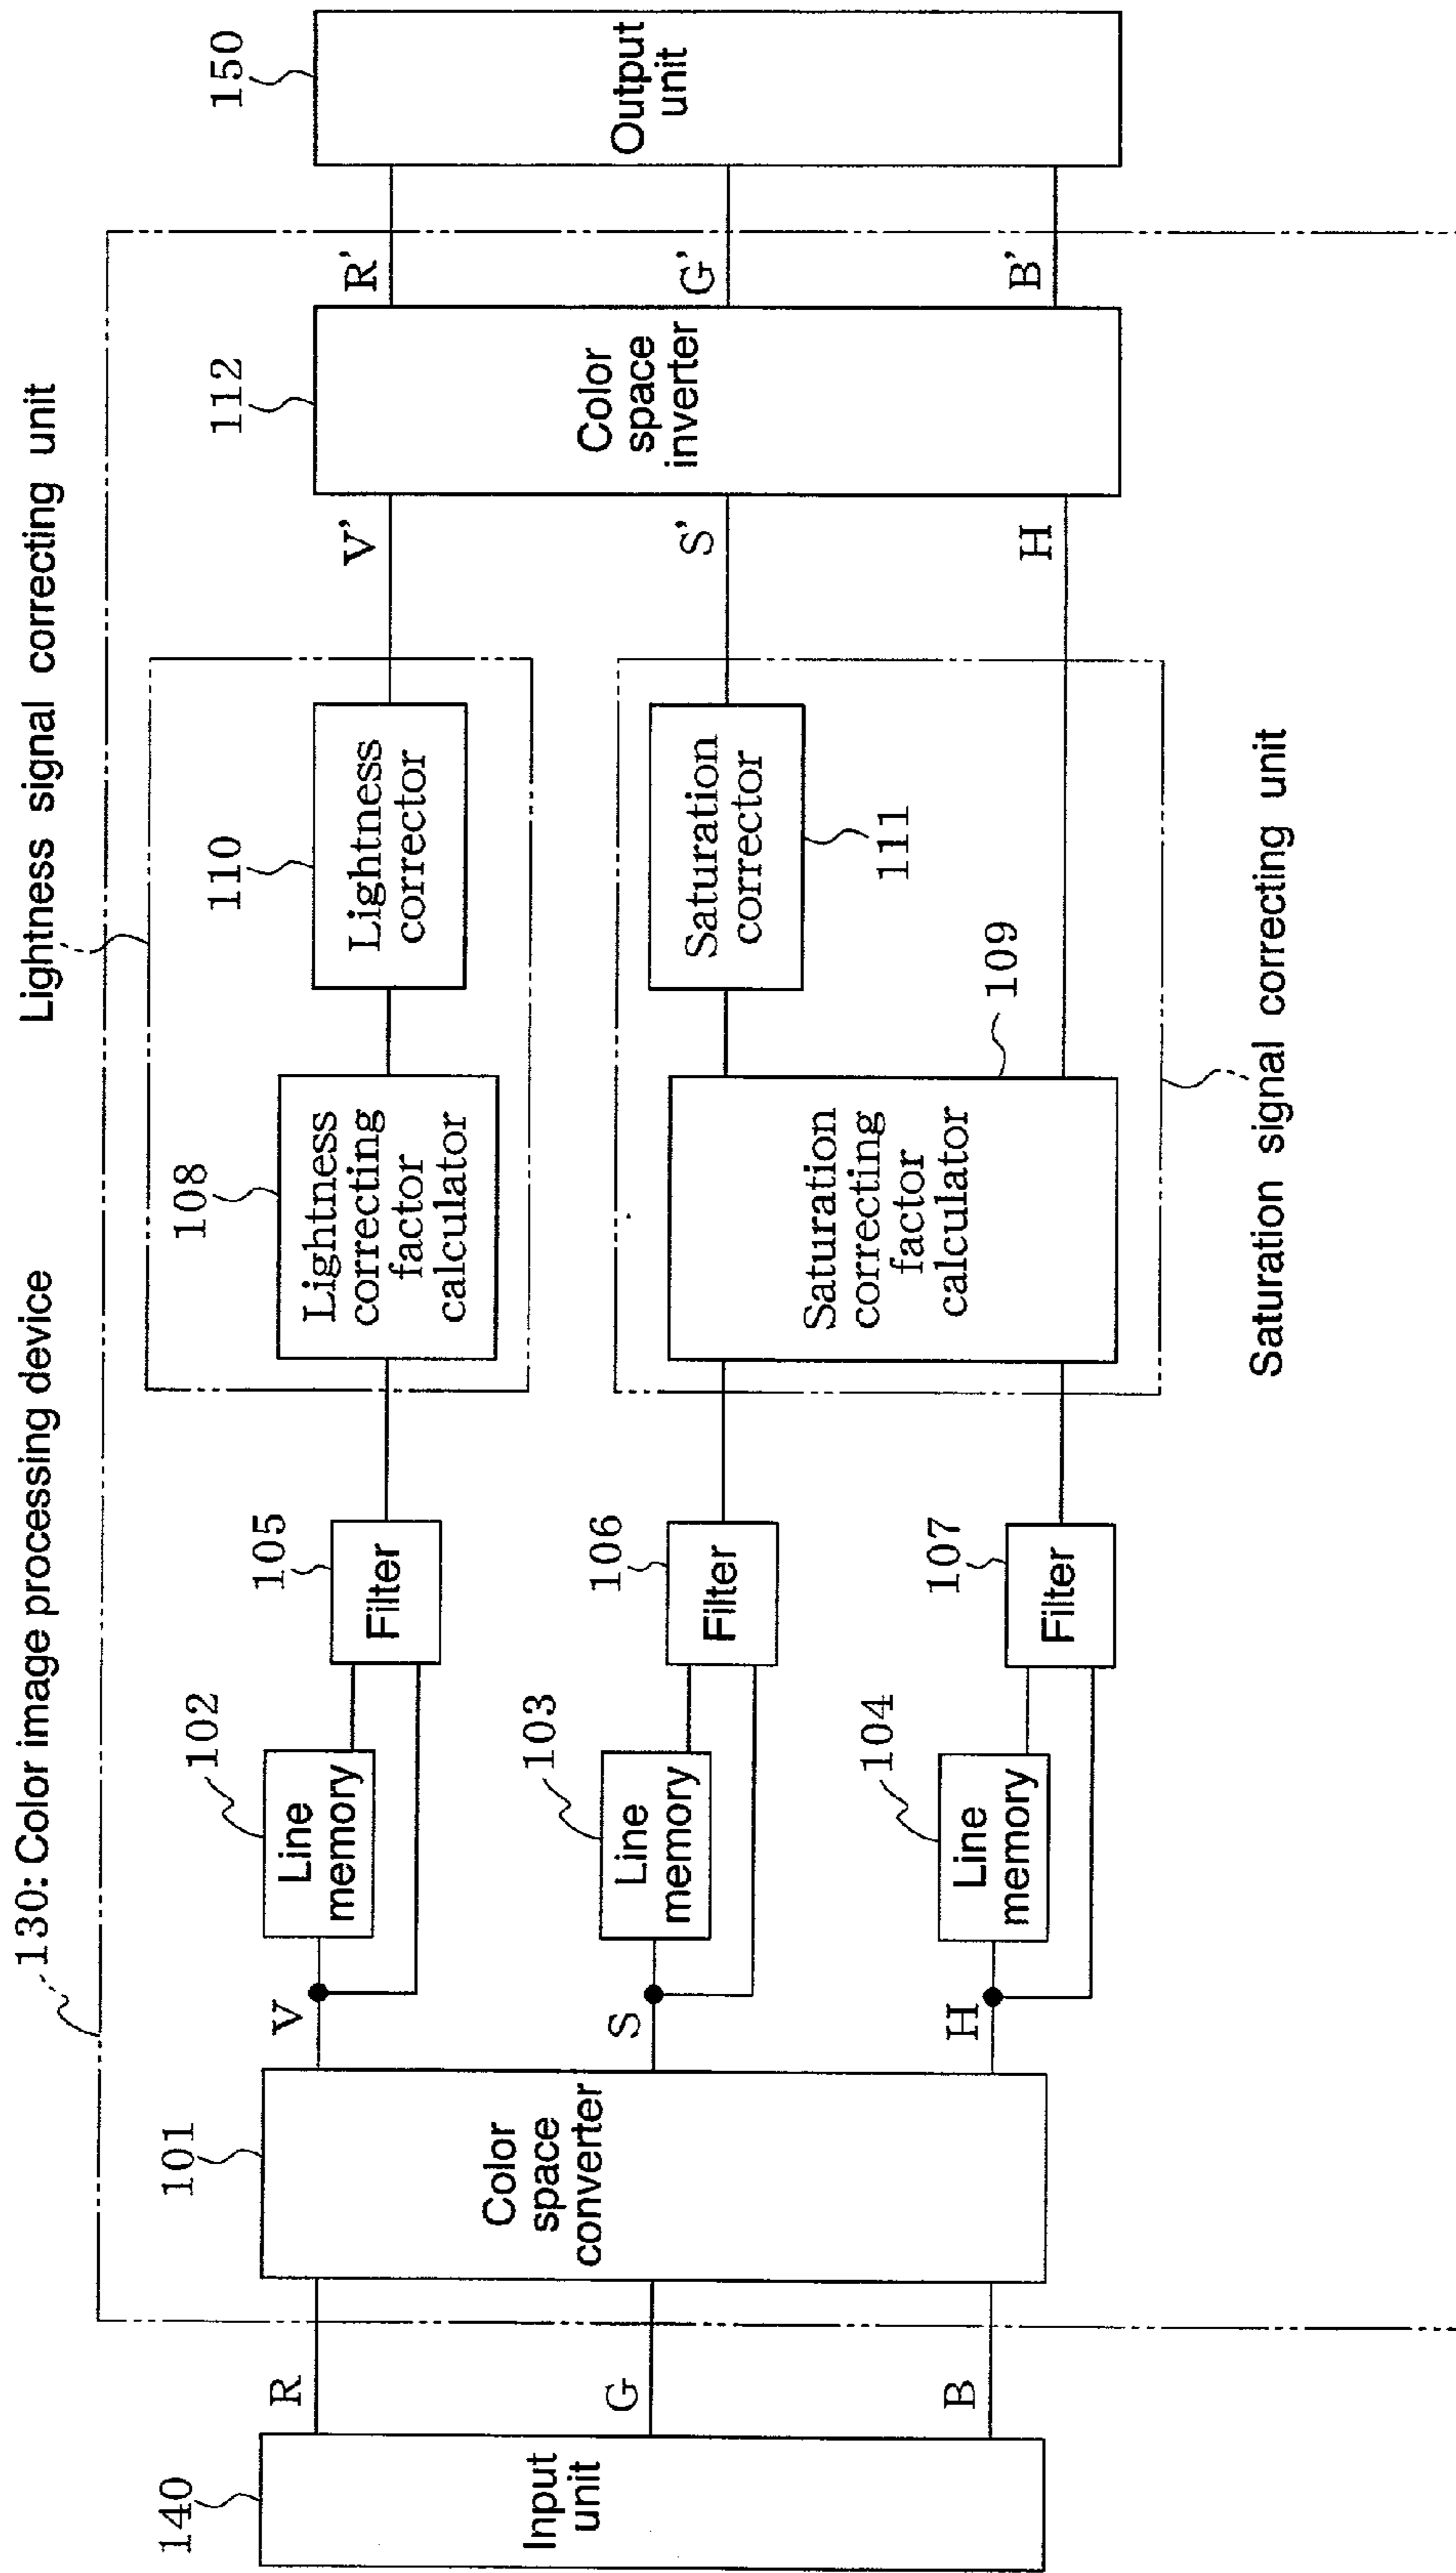 130: Color image processing device
Lightness signal correcting unit
140
Input
unit
R
G
B
101
Color
space
converter
V
S
H
102
Line
memory
103
Line
memory
104
Line
memory
105
Filter
106
Filter
107
Filter
108
Lightness
correcting
factor
calculator
110
Lightness
corrector
Saturation
correcting
factor
calculator
109
Saturation
corrector
111
Saturation signal correcting unit
V'
S'
H
112
Color
space
inverter
R'
G'
B'
150
Output
unit